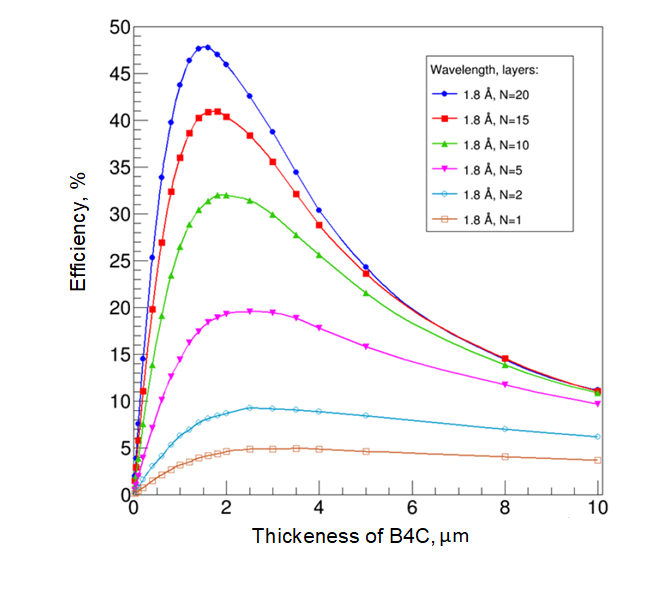 50
45
40
35
30
25
20
15
10
5
0
0 2 4 6 8 10
Efficiency, %
Thickeness of B4C, μm
Wavelength, layers:
1.8 Å, N=20
1.8 Å, N=15
1.8 Å, N=10
1.8 Å, N=5
1.8 Å, N=2
1.8 Å, N=1